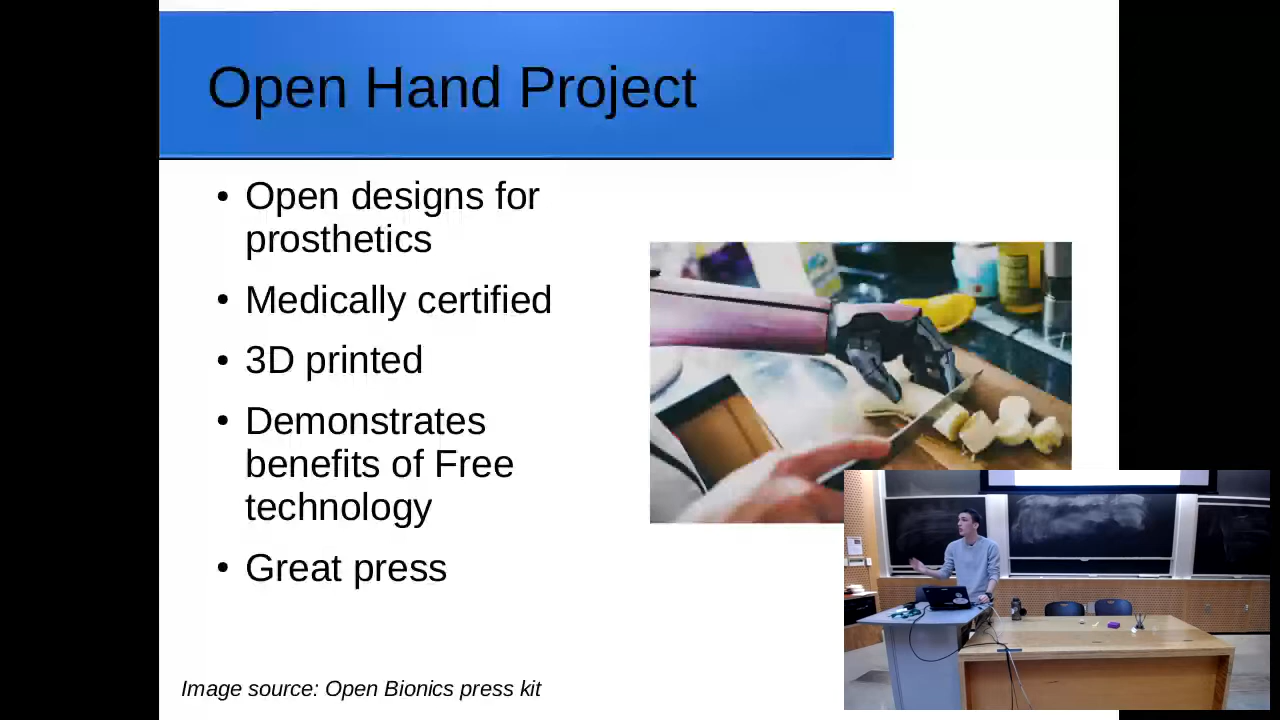 Open Hand Project
• Open designs for
prosthetics
• Medically certified
• 3D printed
• Demonstrates
benefits of Free
technology
• Great press
Image source: Open Bionics press kit